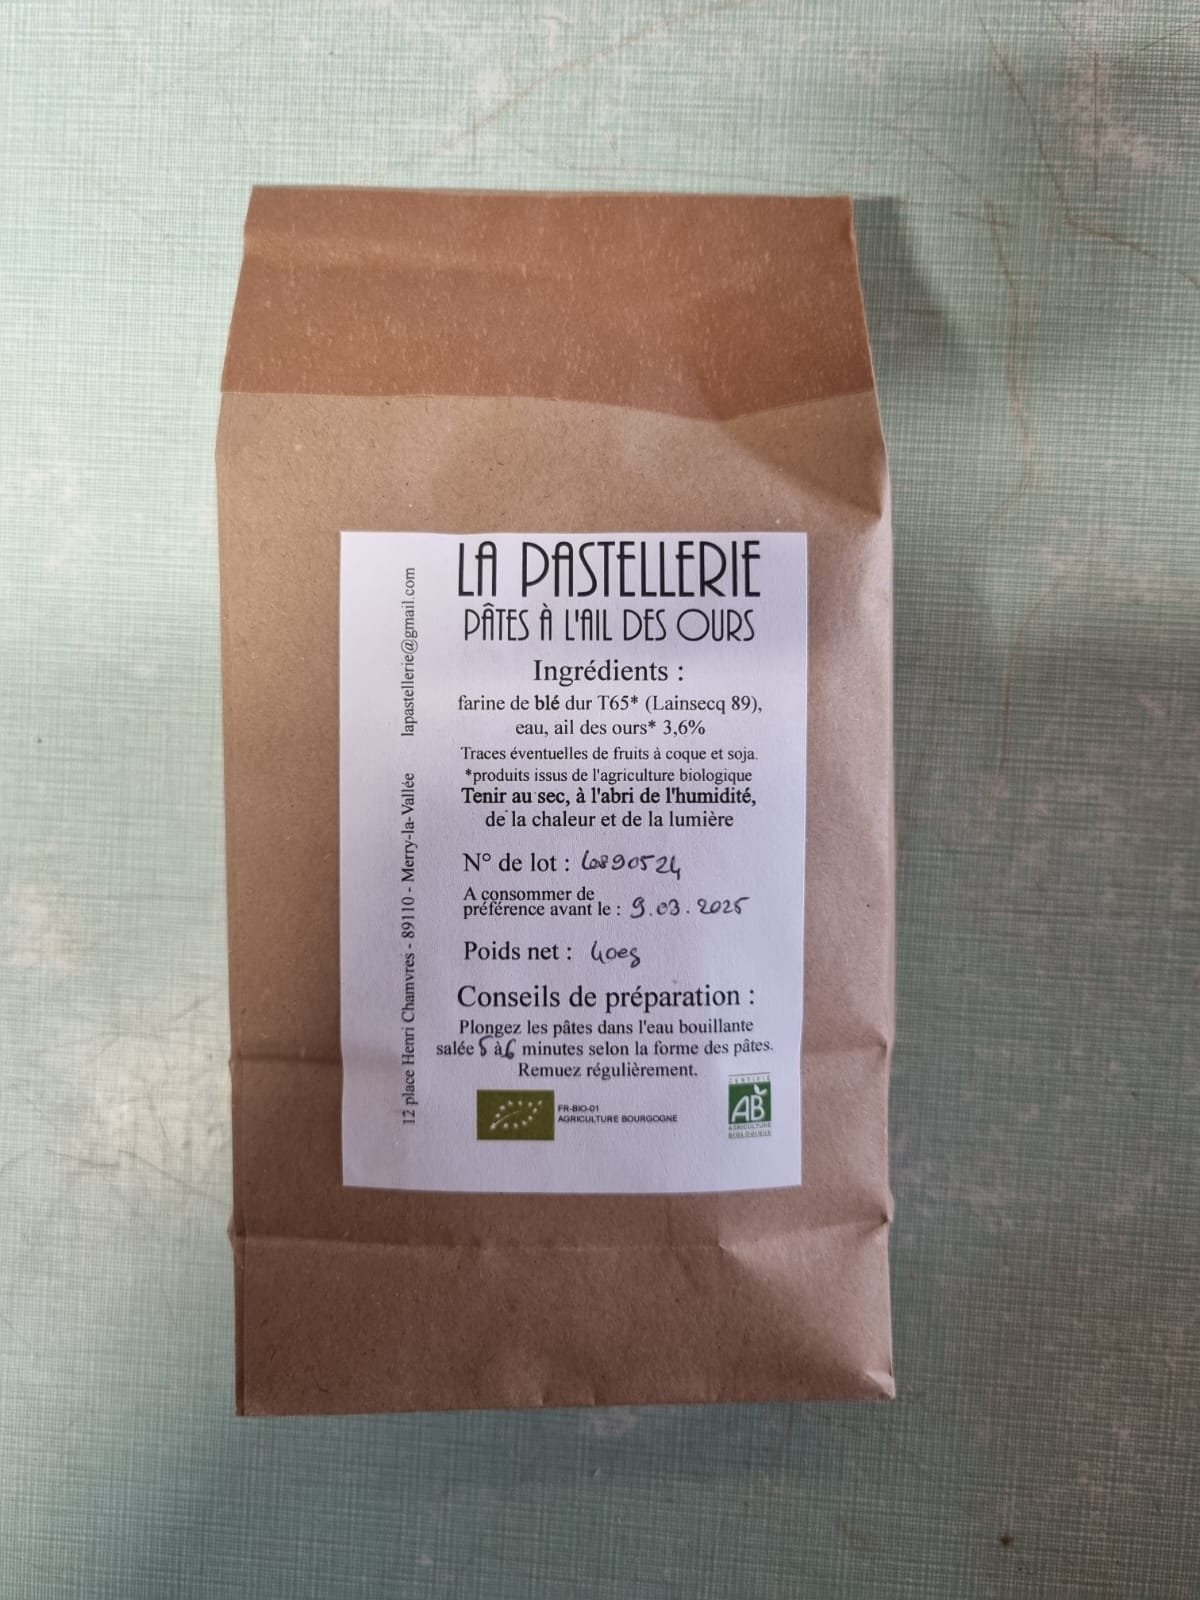 LA PASTELLERIE
PÂTES À L'AIL DES OURS
Ingrédients :
farine de blé dur T65* (Lainsecq 89),
eau, ail des ours* 3,6%
Traces éventuelles de fruits à coque et soja.
*produits issus de l'agriculture biologique
Tenir au sec, à l'abri de l'humidité,
de la chaleur et de la lumière
N° de lot :
A consommer de
préférence avant le : 9.03.2025
Poids net : 400g
Conseils de préparation :
Plongez les pâtes dans l'eau bouillante
salée 5 à 6 minutes selon la forme des pâtes.
Remuez régulièrement.
FR-BIO-01
AGRICULTURE BOURGOGNE
CERTIFIÉ
AB
AGRICULTURE
BIOLOGIQUE
12 place Henri Chamvres - 89110 - Merry-la-Vallée lapastellerie@gmail.com